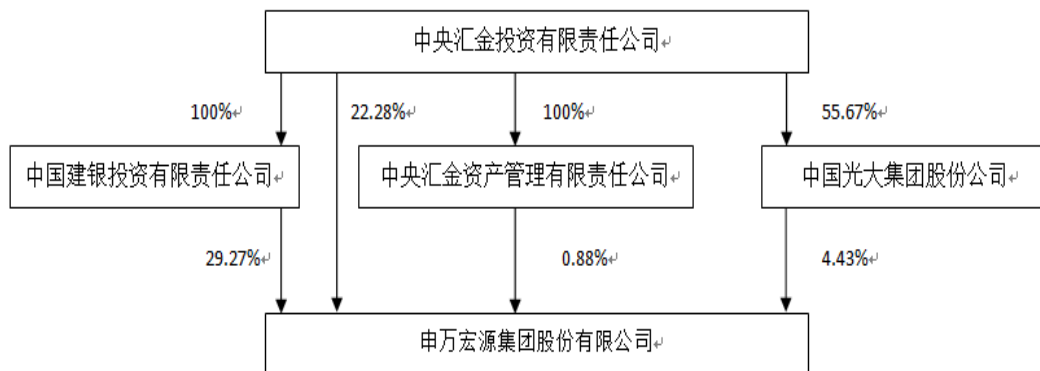 中央汇金投资有限责任公司
100%
22.28%
100%
55.67%
中国建银投资有限责任公司
中央汇金资产管理有限责任公司
中国光大集团股份公司
29.27%
0.88%
4.43%
申万宏源集团股份有限公司